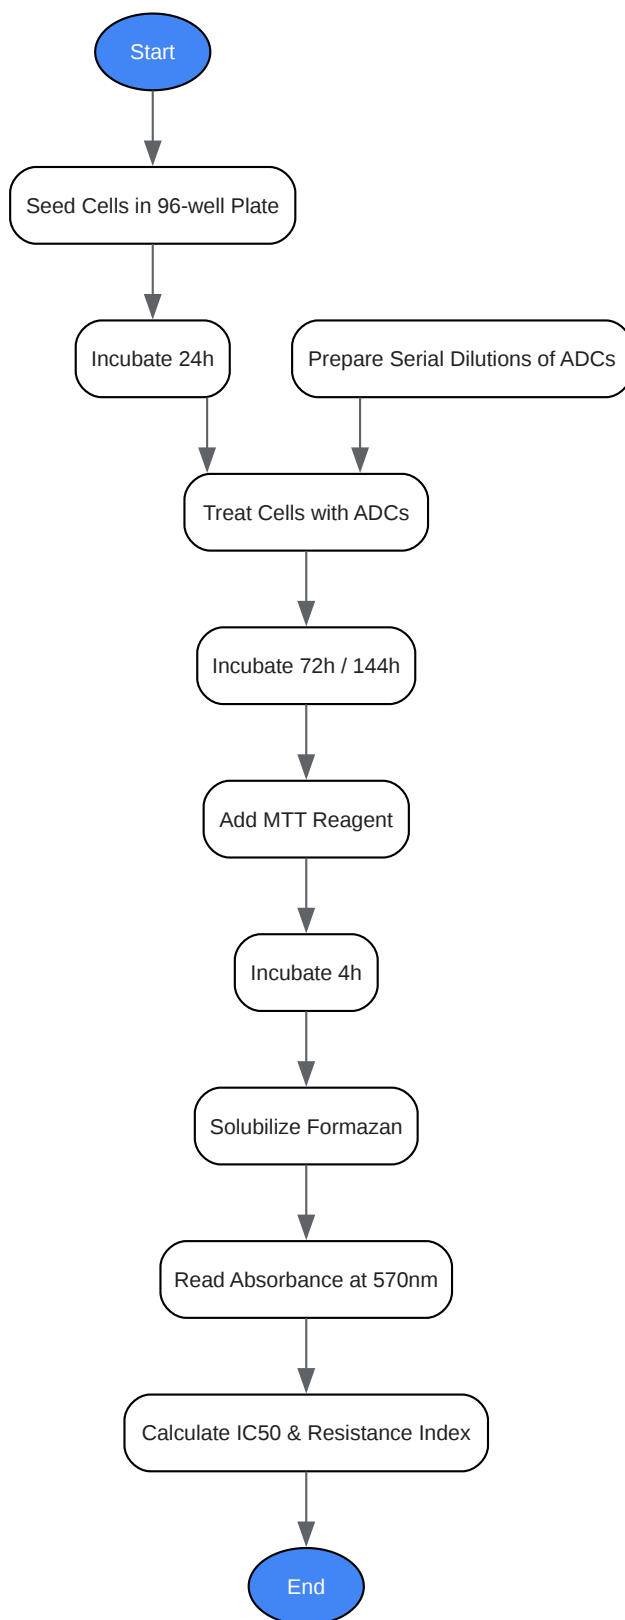 Start
Seed Cells in 96-well Plate
Incubate 24h
Prepare Serial Dilutions of ADCs
Treat Cells with ADCs
Incubate 72h / 144h
Add MTT Reagent
Incubate 4h
Solubilize Formazan
Read Absorbance at 570nm
Calculate IC50 & Resistance Index
End